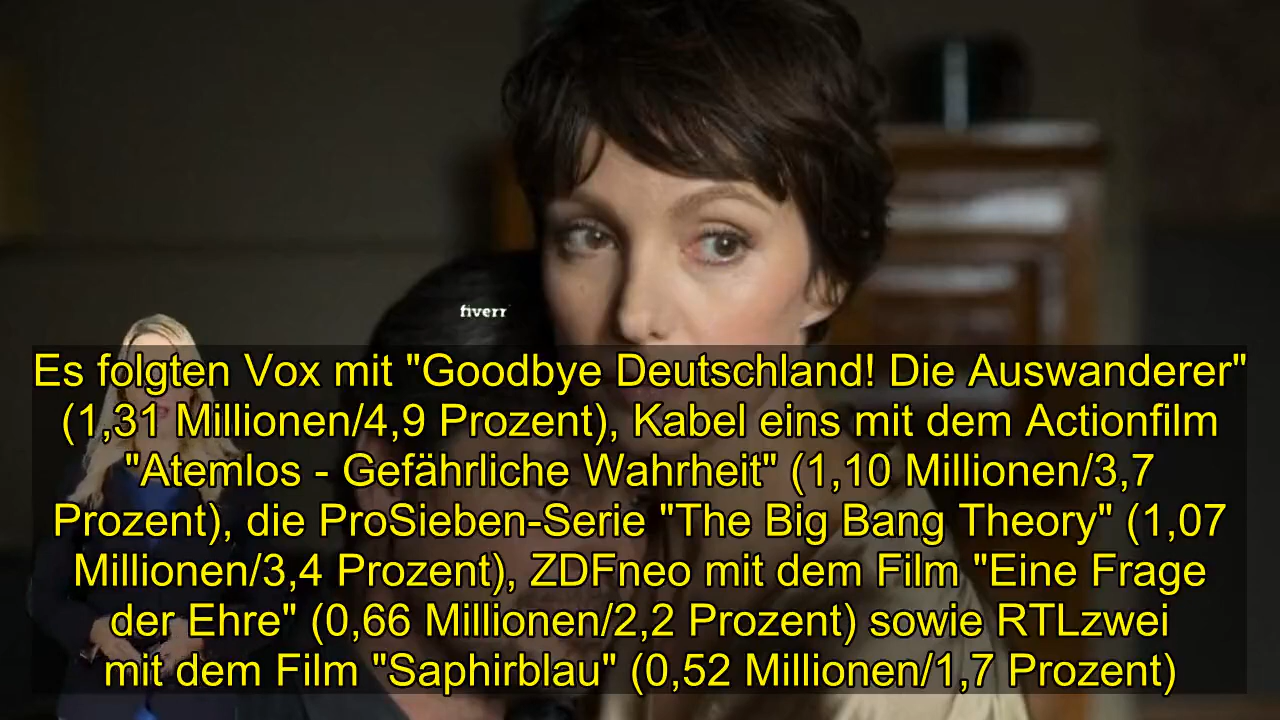 fiverr
Es folgten Vox mit "Goodbye Deutschland! Die Auswanderer"
(1,31 Millionen/4,9 Prozent), Kabel eins mit dem Actionfilm
"Atemlos - Gefährliche Wahrheit" (1,10 Millionen/3,7
Prozent), die ProSieben-Serie "The Big Bang Theory" (1,07
Millionen/3,4 Prozent), ZDFneo mit dem Film "Eine Frage
der Ehre" (0,66 Millionen/2,2 Prozent) sowie RTLzwei
mit dem Film "Saphirblau" (0,52 Millionen/1,7 Prozent)